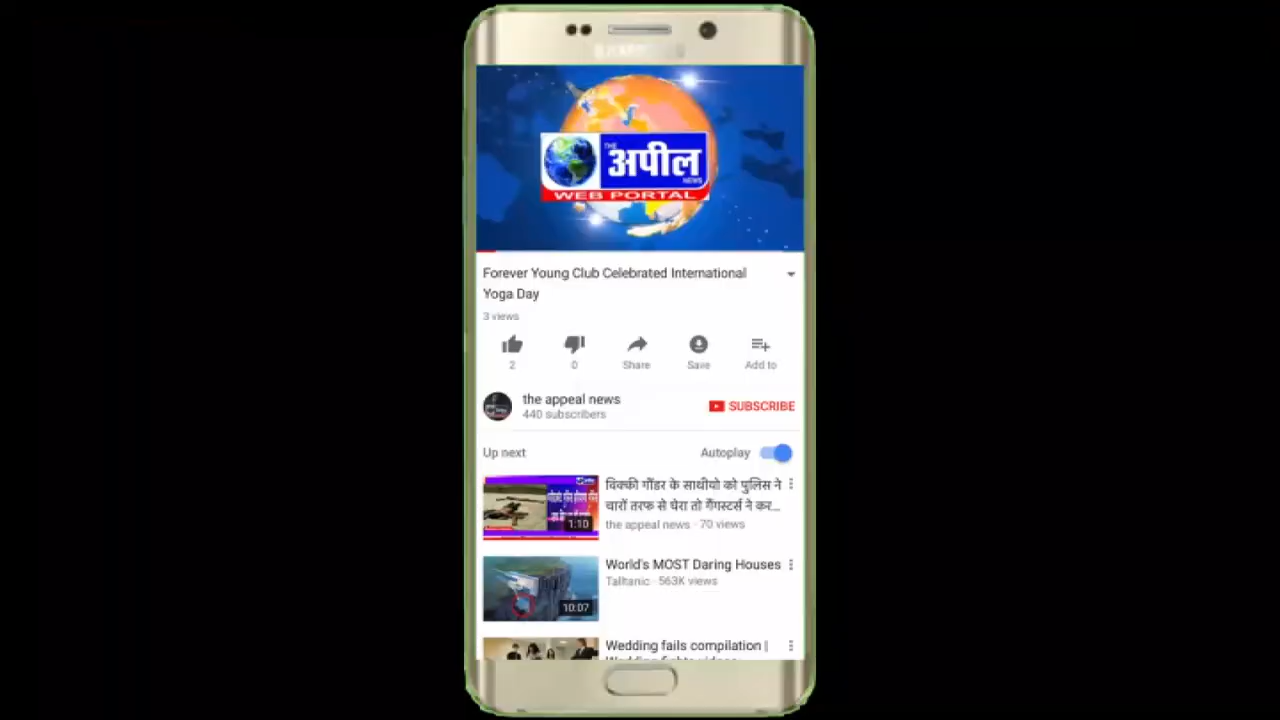 SAMSUNG
THE
अपील
NEWS
WEB PORTAL
Forever Young Club Celebrated International
Yoga Day
3 views
2
0
Share
Save
Add to
the appeal news
440 subscribers
SUBSCRIBE
Up next
Autoplay
विक्की गौंडर के साथीयो को पुलिस ने
चारों तरफ से घेरा तो गैंगस्टर्स ने कर...
the appeal news · 70 views
1:10
World's MOST Daring Houses
Talltanic · 563K views
10:07
Wedding fails compilation |